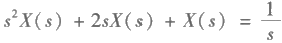 s²X(s) + 2sX(s) + X(s) = 1/s